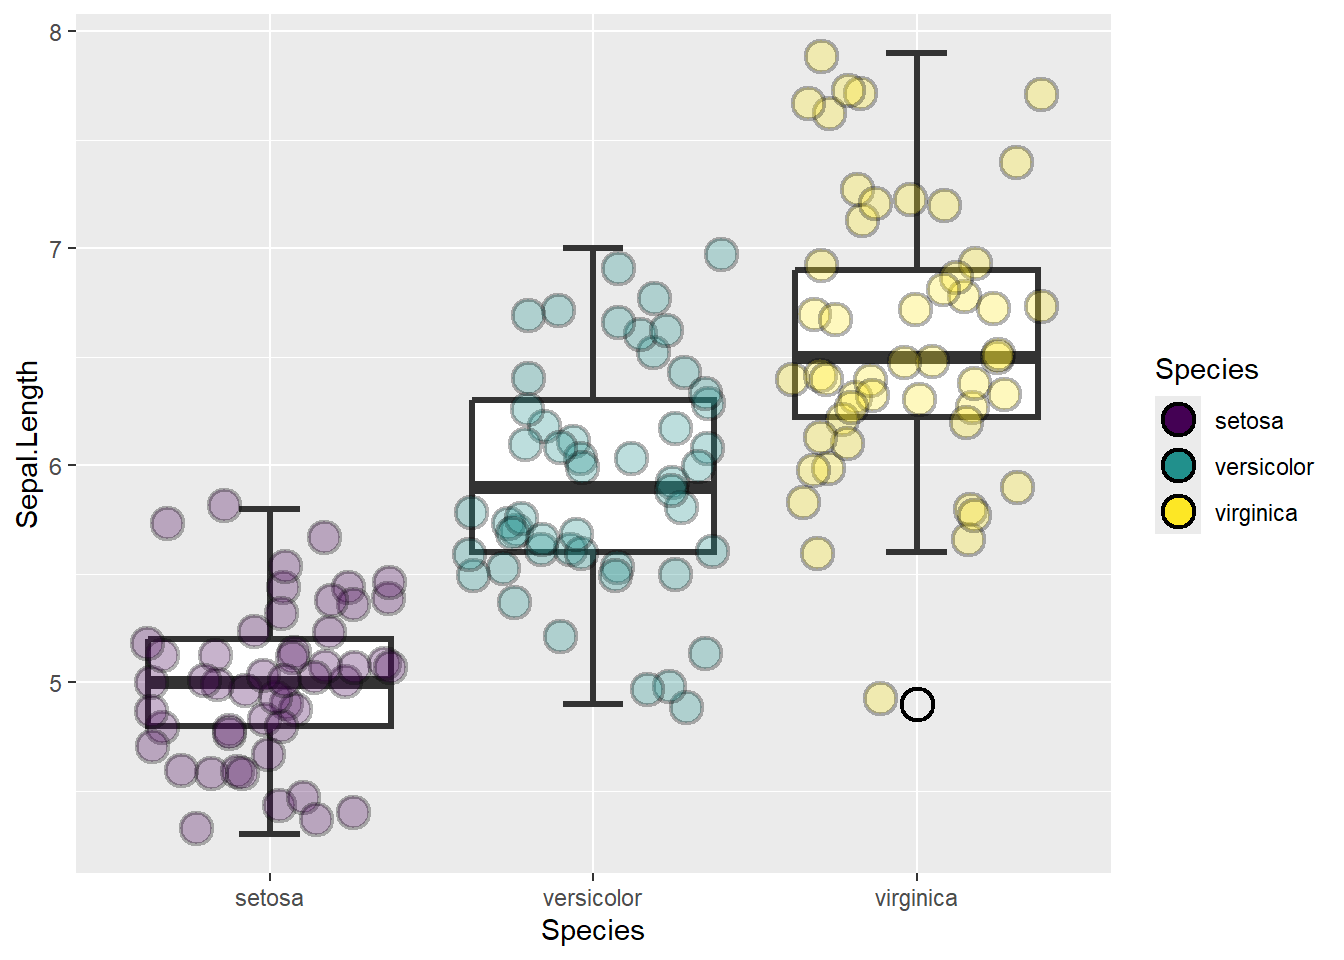 8
7
6
5
Sepal.Length
setosa
versicolor
virginica
Species
Species
setosa
versicolor
virginica